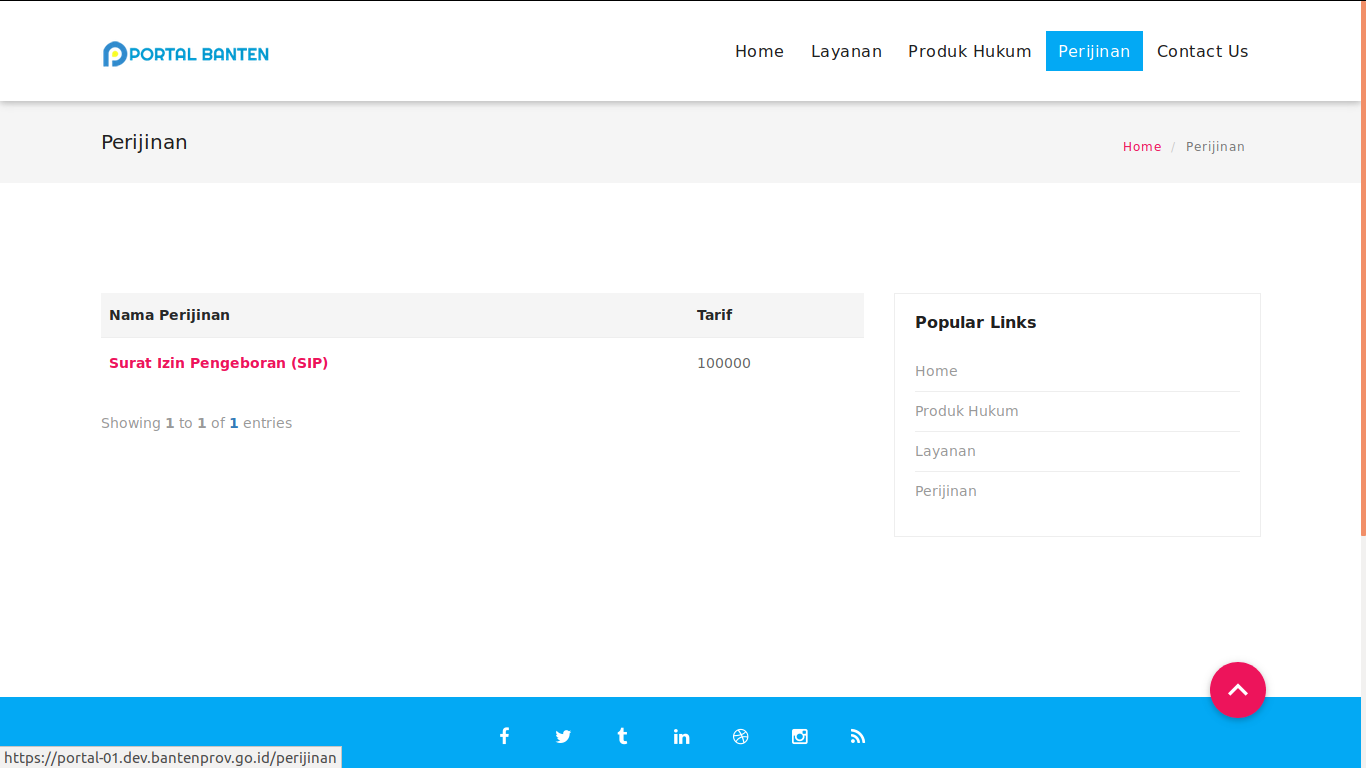 PORTAL BANTEN
Home Layanan Produk Hukum Perijinan Contact Us
Perijinan
Home / Perijinan
Nama Perijinan Tarif
Surat Izin Pengeboran (SIP) 100000
Showing 1 to 1 of 1 entries
Popular Links
Home
Produk Hukum
Layanan
Perijinan
https://portal-01.dev.bantenprov.go.id/perijinan